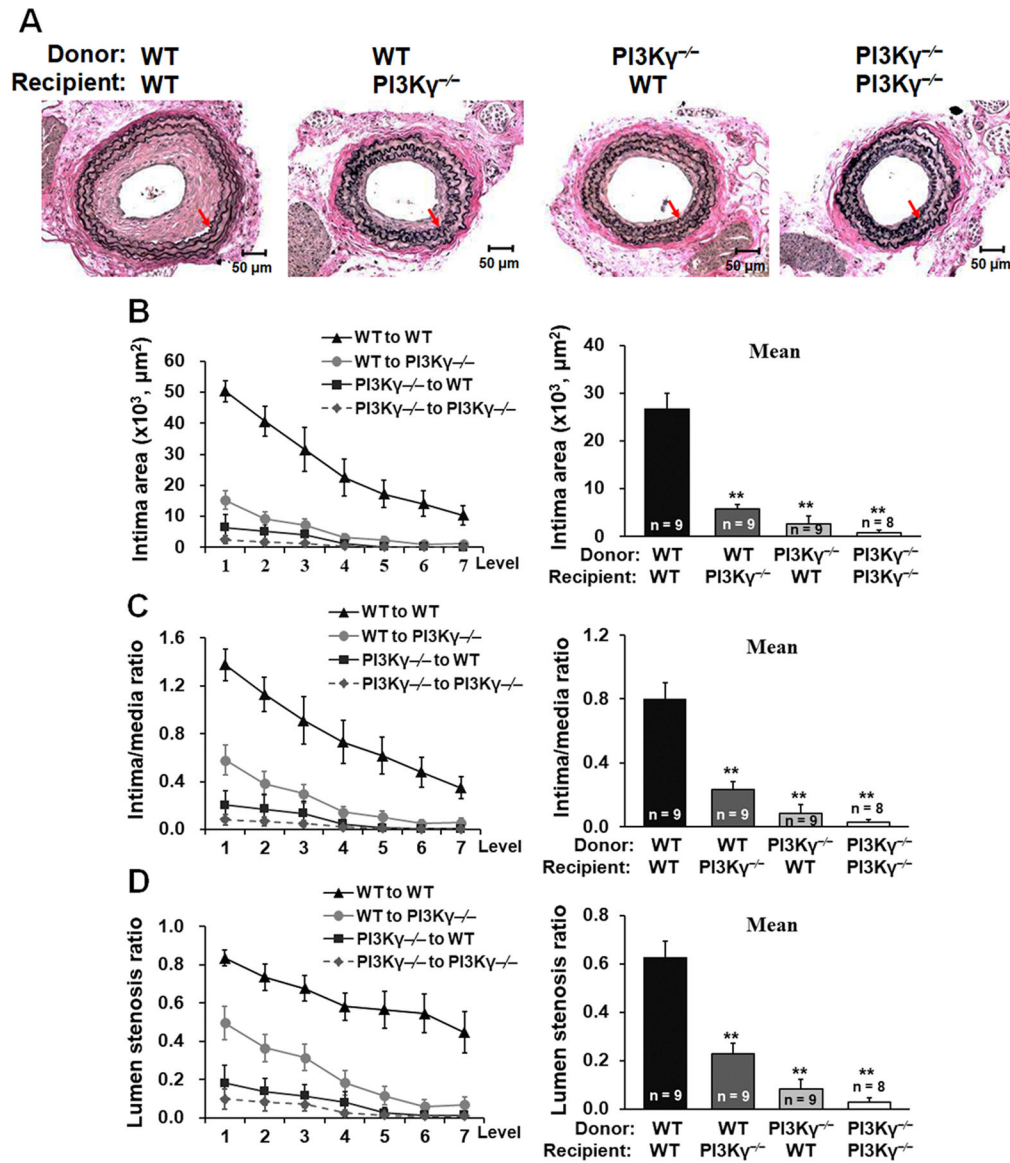 A
Donor: WT WT PI3Kγ–/– PI3Kγ–/–
Recipient: WT PI3Kγ–/– WT PI3Kγ–/–
50 µm 50 µm 50 µm 50 µm
B
Intima area (x10³, µm²)
60
50
40
30
20
10
0
WT to WT
WT to PI3Kγ–/–
PI3Kγ–/– to WT
PI3Kγ–/– to PI3Kγ–/–
1 2 3 4 5 6 7 Level
Intima area (x10³, µm²)
40
30
20
10
0
Mean
** ** **
n = 9 n = 9 n = 9 n = 8
Donor: WT WT PI3Kγ–/– PI3Kγ–/–
Recipient: WT PI3Kγ–/– WT PI3Kγ–/–
C
Intima/media ratio
1.6
1.2
0.8
0.4
0.0
WT to WT
WT to PI3Kγ–/–
PI3Kγ–/– to WT
PI3Kγ–/– to PI3Kγ–/–
1 2 3 4 5 6 7 Level
Intima/media ratio
1.2
0.8
0.4
0.0
Mean
** ** **
n = 9 n = 9 n = 9 n = 8
Donor: WT WT PI3Kγ–/– PI3Kγ–/–
Recipient: WT PI3Kγ–/– WT PI3Kγ–/–
D
Lumen stenosis ratio
1.0
0.8
0.6
0.4
0.2
0.0
WT to WT
WT to PI3Kγ–/–
PI3Kγ–/– to WT
PI3Kγ–/– to PI3Kγ–/–
1 2 3 4 5 6 7 Level
Lumen stenosis ratio
0.8
0.6
0.4
0.2
0.0
Mean
** ** **
n = 9 n = 9 n = 9 n = 8
Donor: WT WT PI3Kγ–/– PI3Kγ–/–
Recipient: WT PI3Kγ–/– WT PI3Kγ–/–